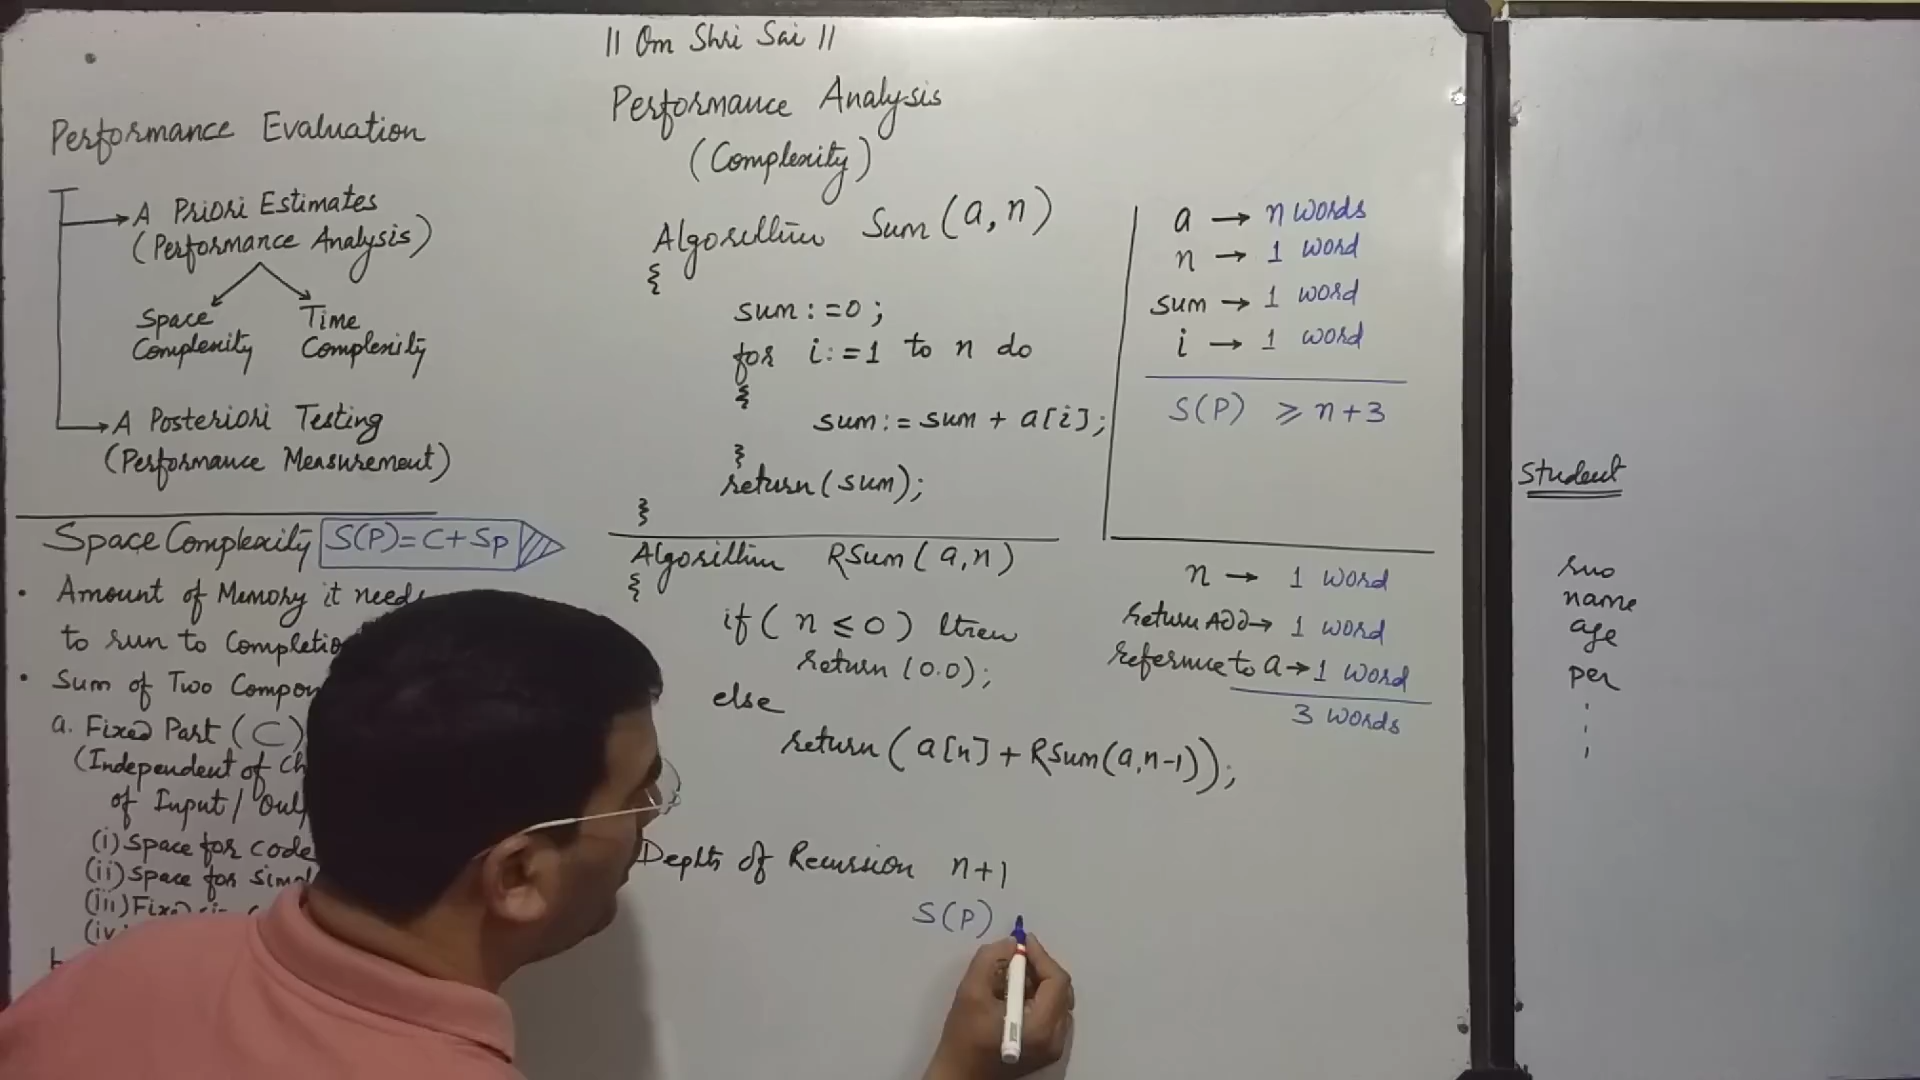 || Om Shri Sai ||
Performance Analysis
(Complexity)
Performance Evaluation
A Priori Estimates
(Performance Analysis)
Space Complexity
Time Complexity
A Posteriori Testing
(Performance Measurement)
Space Complexity S(P)=C+Sp
• Amount of Memory it needs
to run to Completion
• Sum of Two
a. Fixed Part (C)
(Independent of
of Input/
(i) Space for Code
(ii) Space for
(iii) Fixed
(iv
Algorithm Sum(a,n)
{
sum:=0;
for i:=1 to n do
{
sum:= sum + a[i];
}
return(sum);
}
a → n words
n → 1 word
sum → 1 word
i → 1 word
S(P) ≥ n+3
Algorithm RSum(a,n)
{
if( n ≤ 0) then
return (0.0);
else
return(a[n] + RSum(a,n-1));
n → 1 word
return Add → 1 word
reference to a → 1 word
3 words
Depth of Recursion n+1
S(P)
Student
rno
name
age
per